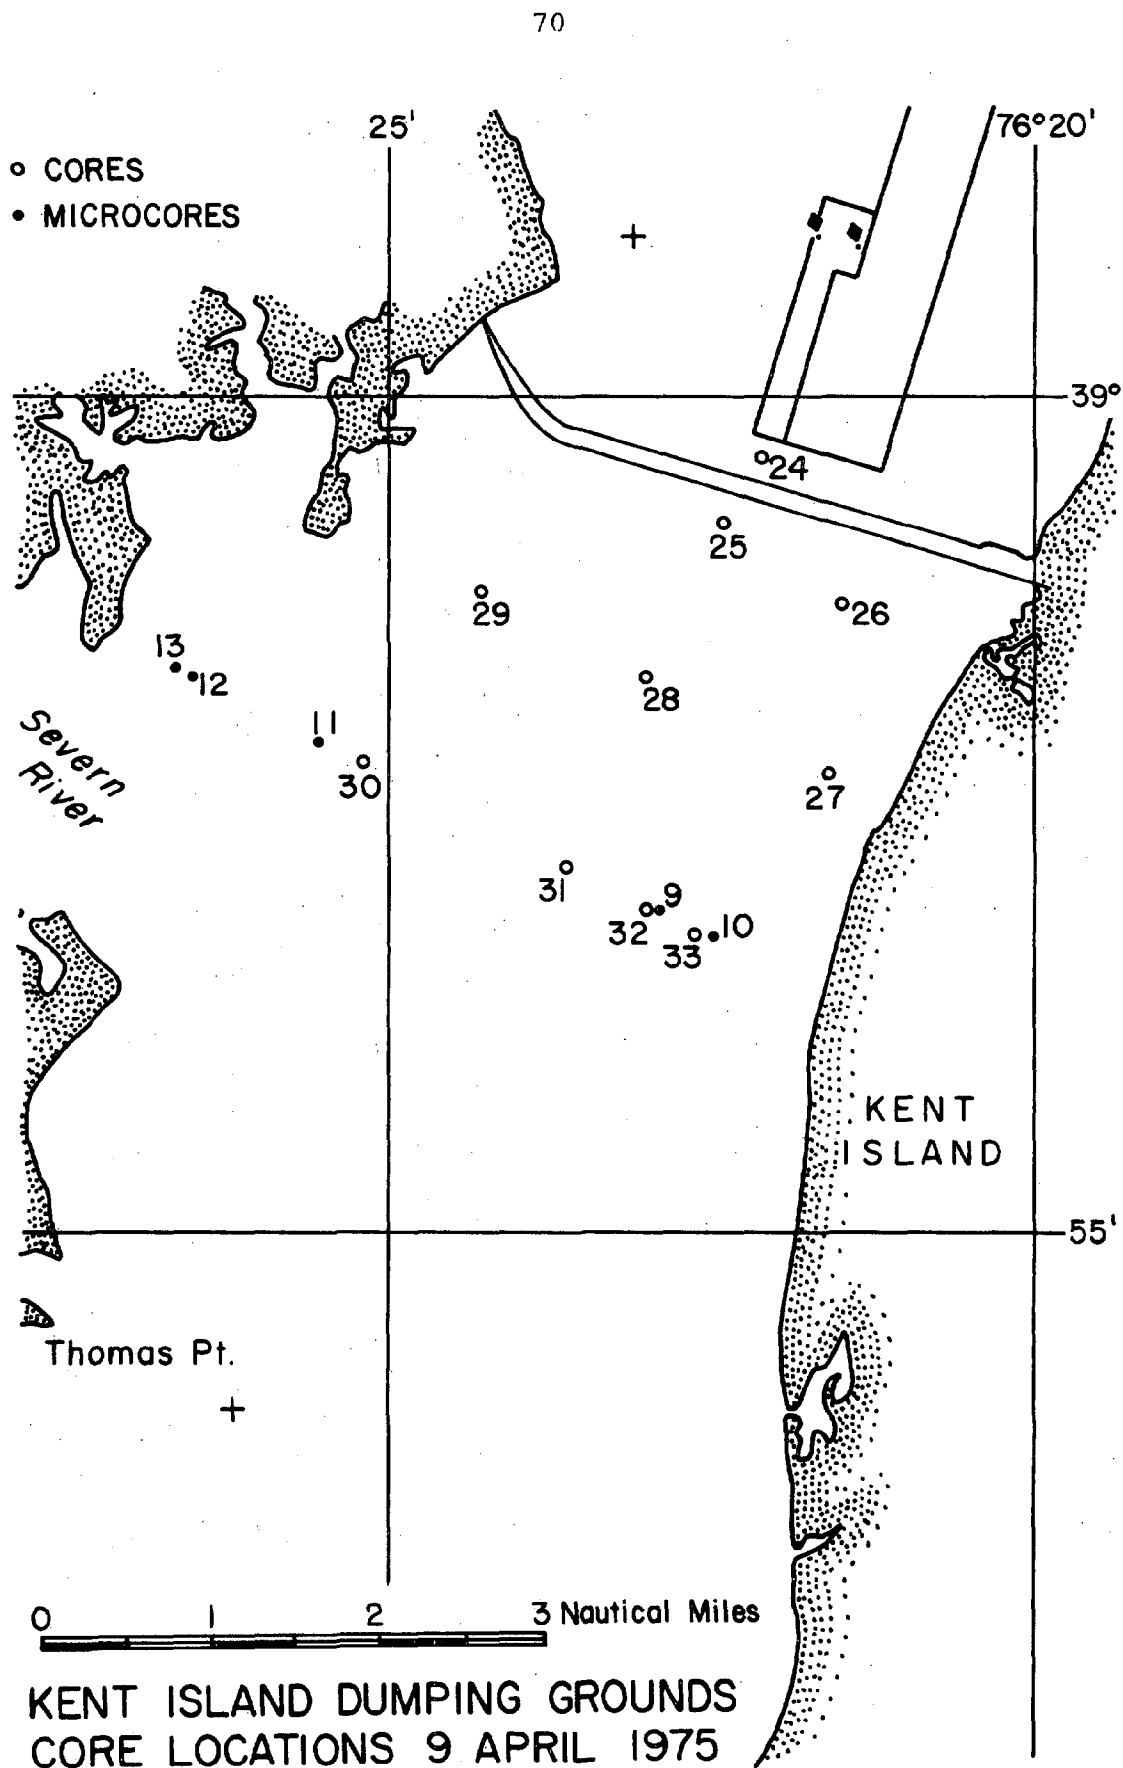 70
25'
76°20'
CORES
MICROCORES
39°
24
25
29
26
13
12
28
11
Severn
River
30
27
31
9
32
10
33
KENT
ISLAND
55'
Thomas Pt.
0 1 2 3 Nautical Miles
KENT ISLAND DUMPING GROUNDS
CORE LOCATIONS 9 APRIL 1975